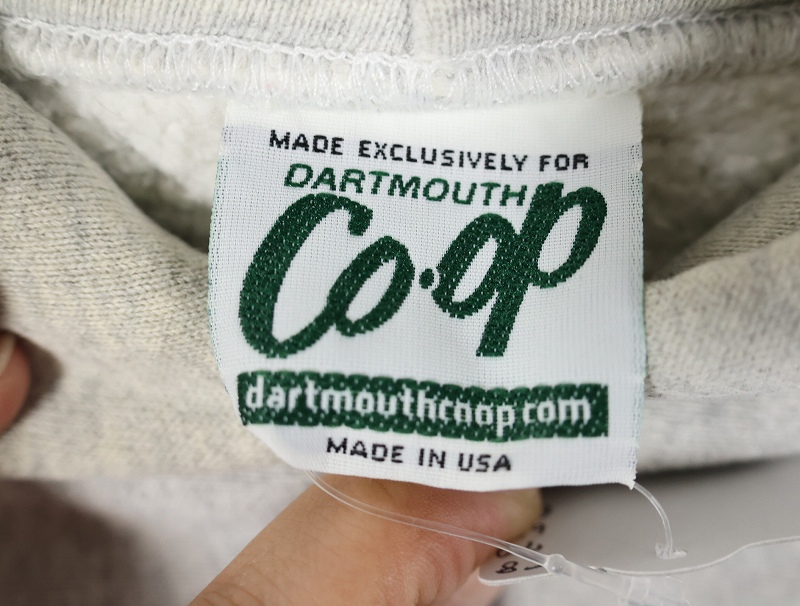 MADE EXCLUSIVELY FOR
DARTMOUTH
Co·op
dartmouthcoop.com
MADE IN USA